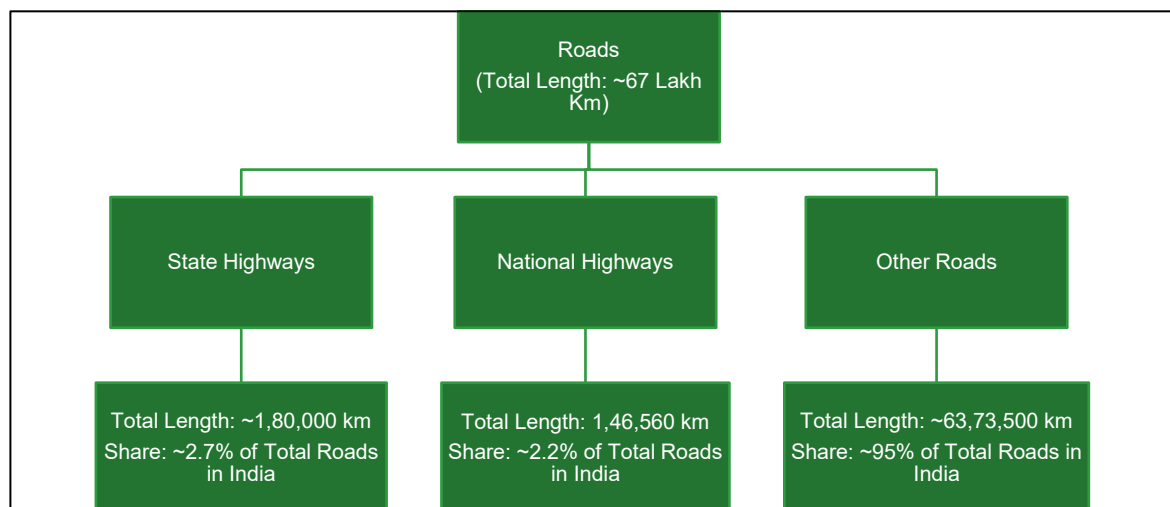 Roads
(Total Length: ~67 Lakh
Km)
State Highways
National Highways
Other Roads
Total Length: ~1,80,000 km
Share: ~2.7% of Total Roads
in India
Total Length: 1,46,560 km
Share: ~2.2% of Total Roads
in India
Total Length: ~63,73,500 km
Share: ~95% of Total Roads in
India